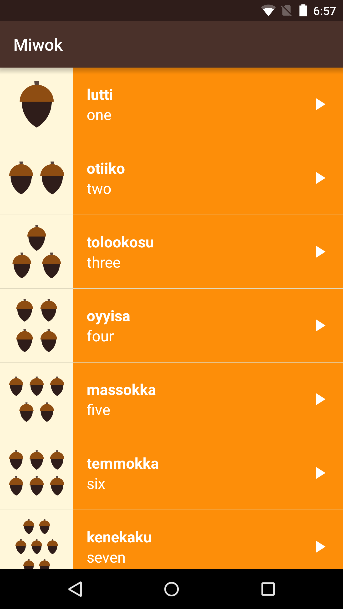 6:57
Miwok
lutti
one
otiiko
two
tolookosu
three
oyyisa
four
massokka
five
temmokka
six
kenekaku
seven